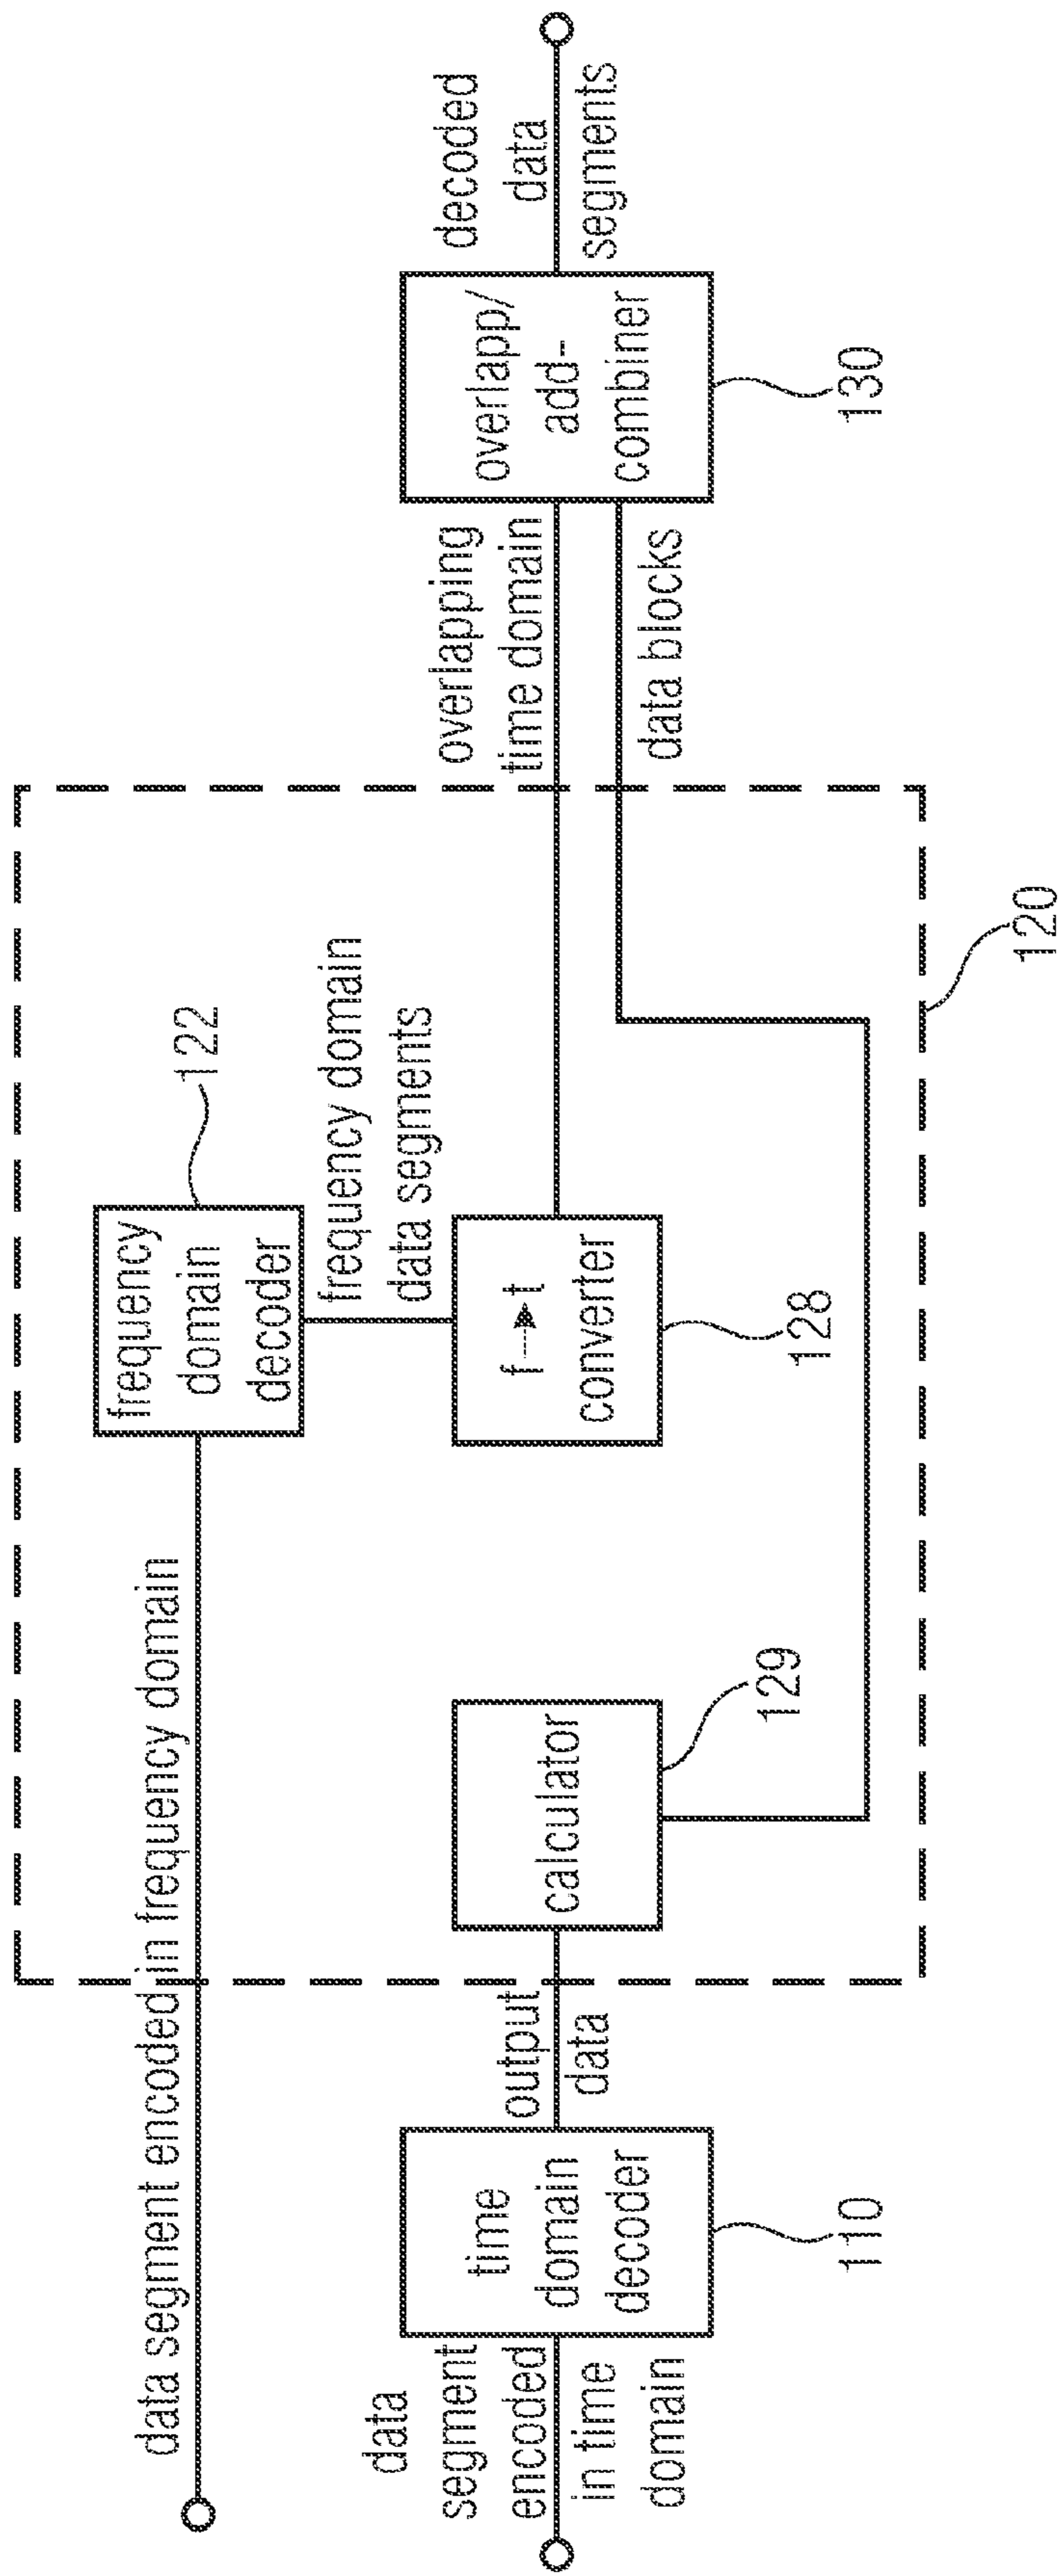 data segment encoded in frequency domain
frequency
domain
decoder
122
frequency domain
data segments
data
segment
encoded
in time
domain
time
domain
decoder
110
output
data
calculator
129
f→t
converter
128
overlapping
time domain
data blocks
120
overlapp/
add-
combiner
130
decoded
data
segments